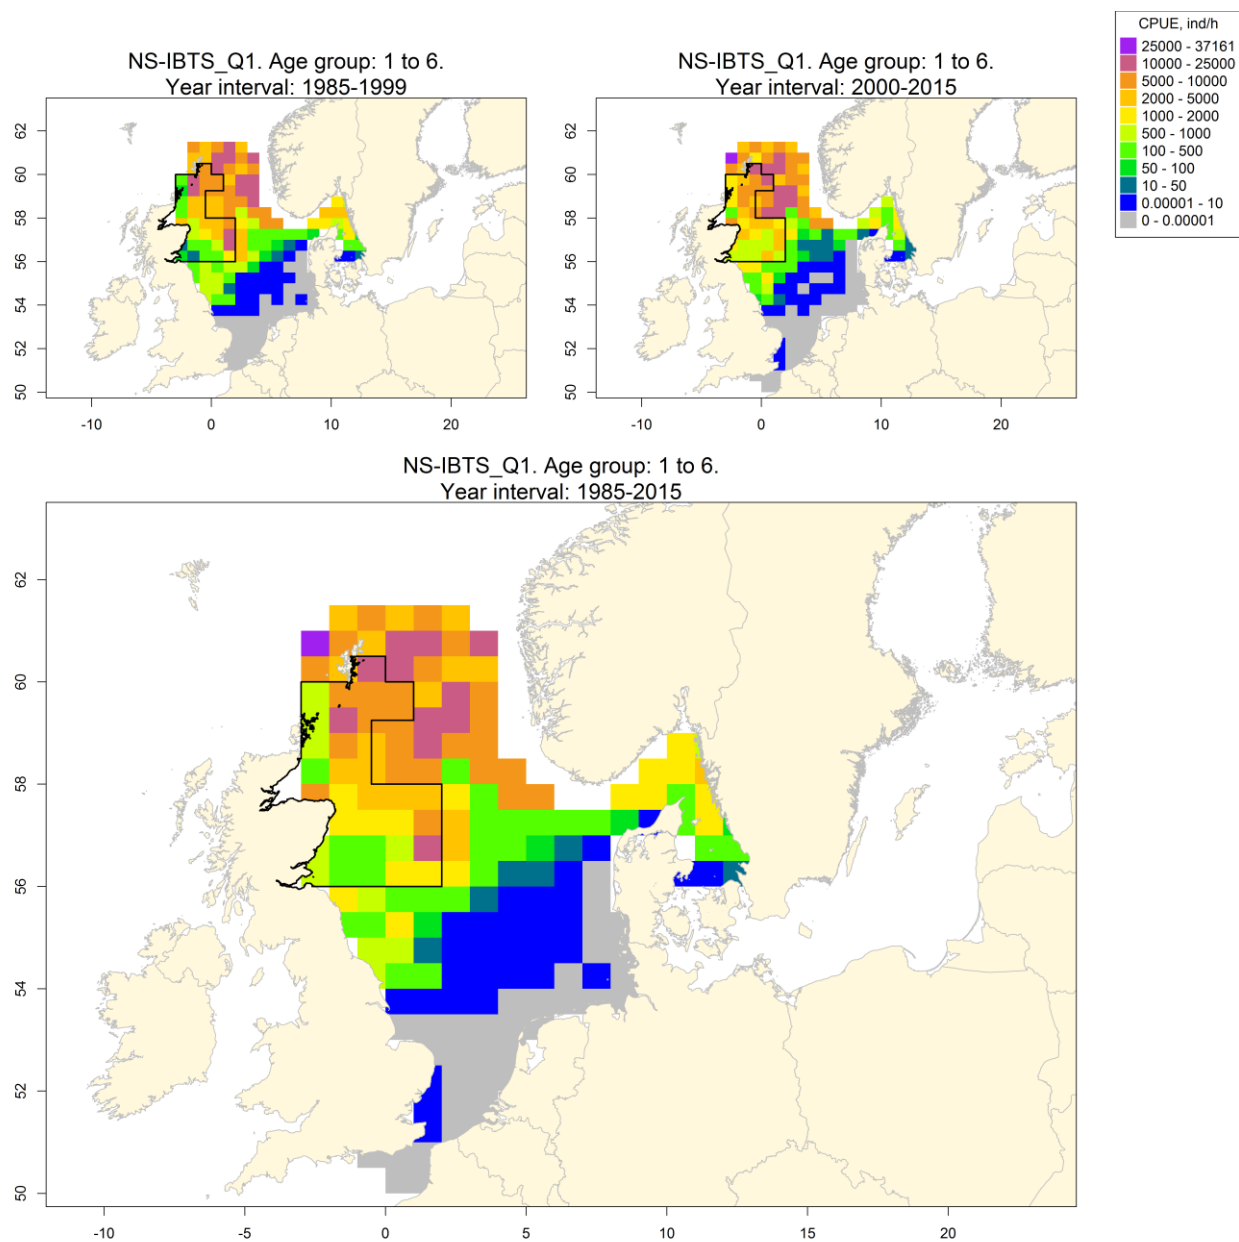 CPUE, ind/h
25000 - 37161
10000 - 25000
5000 - 10000
2000 - 5000
1000 - 2000
500 - 1000
100 - 500
50 - 100
10 - 50
0.00001 - 10
0 - 0.00001
NS-IBTS_Q1. Age group: 1 to 6.
Year interval: 1985-1999
62
60
58
56
54
52
50
-10
0
10
20
NS-IBTS_Q1. Age group: 1 to 6.
Year interval: 2000-2015
62
60
58
56
54
52
50
-10
0
10
20
NS-IBTS_Q1. Age group: 1 to 6.
Year interval: 1985-2015
62
60
58
56
54
52
50
-10
-5
0
5
10
15
20